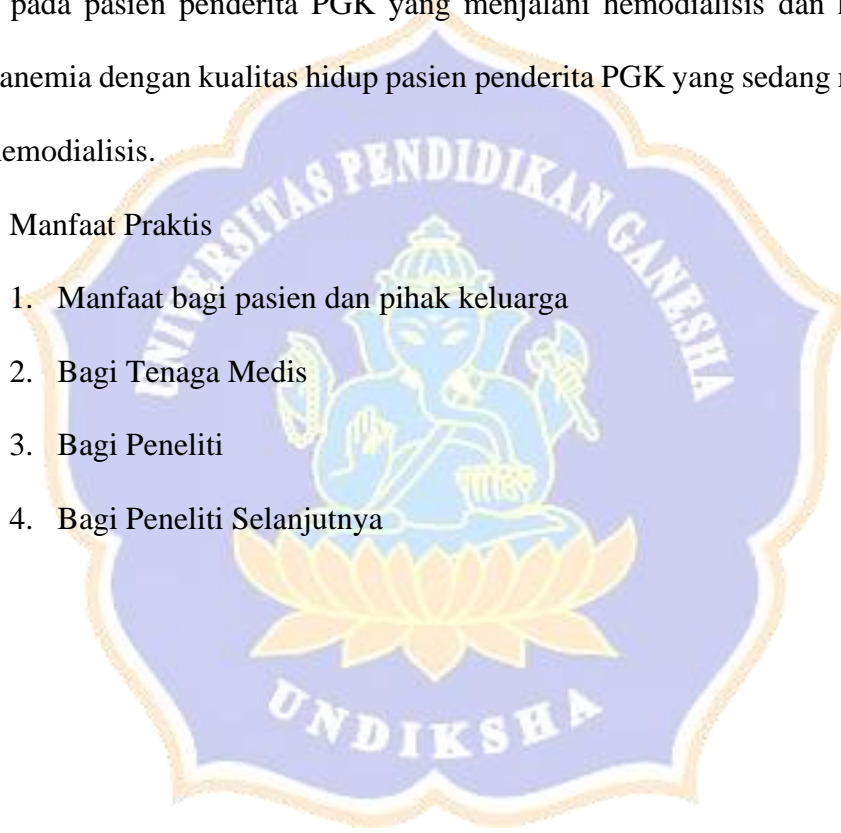 pada pasien penderita PGK yang menjalani hemodialisis dan
anemia dengan kualitas hidup pasien penderita PGK yang sedang
hemodialisis.
Manfaat Praktis
1. Manfaat bagi pasien dan pihak keluarga
2. Bagi Tenaga Medis
3. Bagi Peneliti
4. Bagi Peneliti Selanjutnya
UNIVERSITAS PENDIDIKAN GANESHA
UNDIKSHA